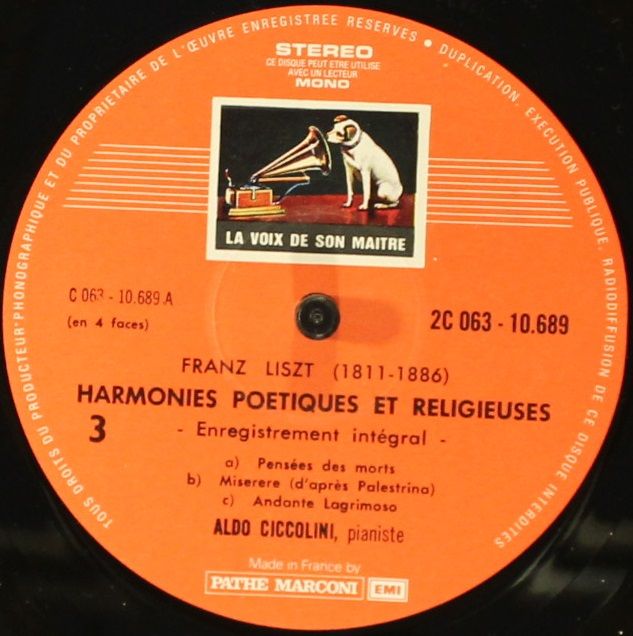 TOUS DROITS DU PRODUCTEUR PHONOGRAPHIQUE ET DU PROPRIETAIRE DE L'ŒUVRE ENREGISTREE RESERVES • DUPLICATION, EXECUTION PUBLIQUE, RADIODIFFUSION DE CE DISQUE INTERDITES
STEREO
CE DISQUE PEUT ETRE UTILISE
AVEC UN LECTEUR
MONO
LA VOIX DE SON MAITRE
C 063 - 10.689 A
(en 4 faces)
2C 063 - 10.689
FRANZ LISZT (1811-1886)
HARMONIES POETIQUES ET RELIGIEUSES
3
- Enregistrement intégral -
a) Pensées des morts
b) Miserere (d'après Palestrina)
c) Andante Lagrimoso
ALDO CICCOLINI, pianiste
Made in France by
PATHE MARCONI EMI